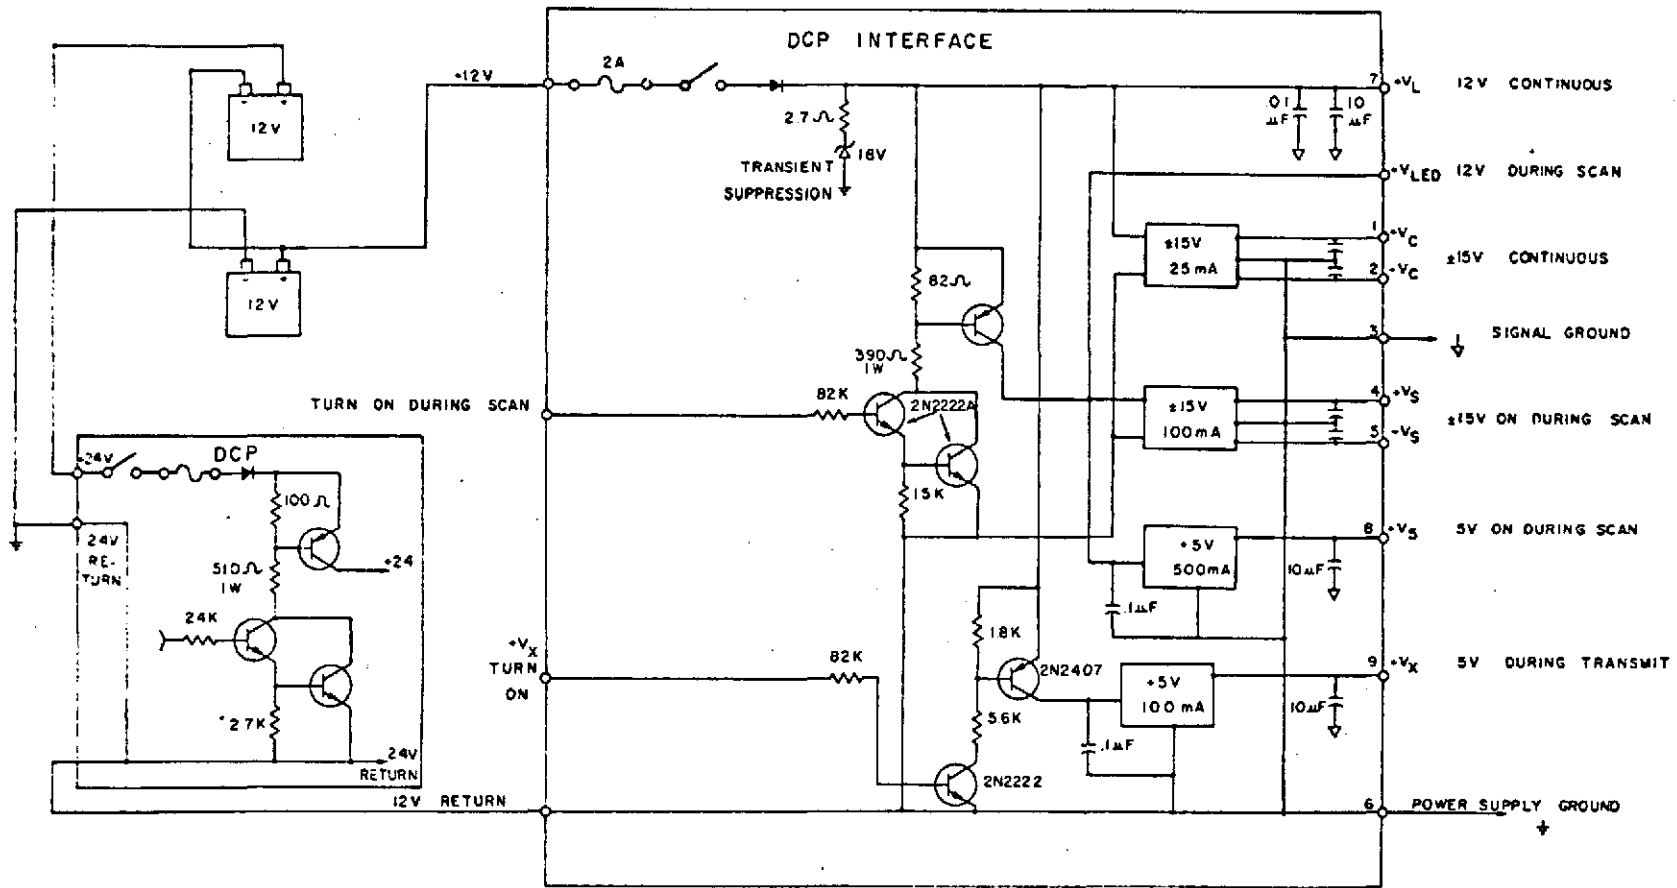 DCP INTERFACE
12V
12V
+12V
2A
2.7Ω
16V
TRANSIENT
SUPPRESSION
.01
µF
10
µF
7
+VL
12V CONTINUOUS
+VLED
12V DURING SCAN
±15V
25mA
1
+VC
2
-VC
±15V CONTINUOUS
3
SIGNAL GROUND
82Ω
390Ω
1W
TURN ON DURING SCAN
82K
2N2222A
15K
±15V
100mA
4
+VS
5
-VS
±15V ON DURING SCAN
+5V
500mA
.1µF
10µF
8
+V5
5V ON DURING SCAN
+24V
DCP
100Ω
24V
RE-
TURN
510Ω
1W
+24
24K
2.7K
24V
RETURN
12V RETURN
+VX
TURN
ON
82K
1.8K
2N2407
5.6K
2N2222
+5V
100mA
.1µF
10µF
9
+VX
5V DURING TRANSMIT
6
POWER SUPPLY GROUND